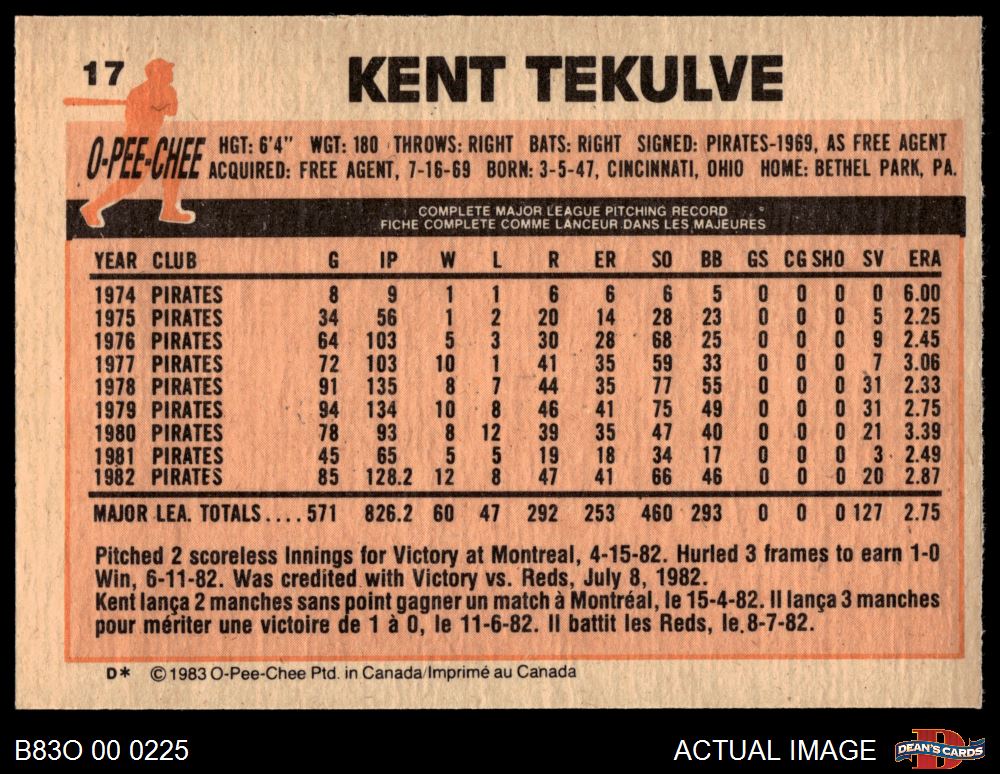 17 KENT TEKULVE
O-PEE-CHEE
HGT: 6'4" WGT: 180 THROWS: RIGHT BATS: RIGHT SIGNED: PIRATES-1969, AS FREE AGENT
ACQUIRED: FREE AGENT, 7-16-69 BORN: 3-5-47, CINCINNATI, OHIO HOME: BETHEL PARK, PA.
COMPLETE MAJOR LEAGUE PITCHING RECORD
FICHE COMPLETE COMME LANCEUR DANS LES MAJEURES
YEAR CLUB G IP W L R ER SO BB GS CG SHO SV ERA
1974 PIRATES 8 9 1 1 6 6 6 5 0 0 0 0 6.00
1975 PIRATES 34 56 1 2 20 14 28 23 0 0 0 5 2.25
1976 PIRATES 64 103 5 3 30 28 68 25 0 0 0 9 2.45
1977 PIRATES 72 103 10 1 41 35 59 33 0 0 0 7 3.06
1978 PIRATES 91 135 8 7 44 35 77 55 0 0 0 31 2.33
1979 PIRATES 94 134 10 8 46 41 75 49 0 0 0 31 2.75
1980 PIRATES 78 93 8 12 39 35 47 40 0 0 0 21 3.39
1981 PIRATES 45 65 5 5 19 18 34 17 0 0 0 3 2.49
1982 PIRATES 85 128.2 12 8 47 41 66 46 0 0 0 20 2.87
MAJOR LEA. TOTALS....571 826.2 60 47 292 253 460 293 0 0 0 127 2.75
Pitched 2 scoreless Innings for Victory at Montreal, 4-15-82. Hurled 3 frames to earn 1-0
Win, 6-11-82. Was credited with Victory vs. Reds, July 8, 1982.
Kent lança 2 manches sans point gagner un match à Montréal, le 15-4-82. Il lança 3 manches
pour mériter une victoire de 1 à 0, le 11-6-82. Il battit les Reds, le 8-7-82.
D* © 1983 O-Pee-Chee Ptd. in Canada/Imprimé au Canada
B83O 00 0225 ACTUAL IMAGE DEAN'S CARDS